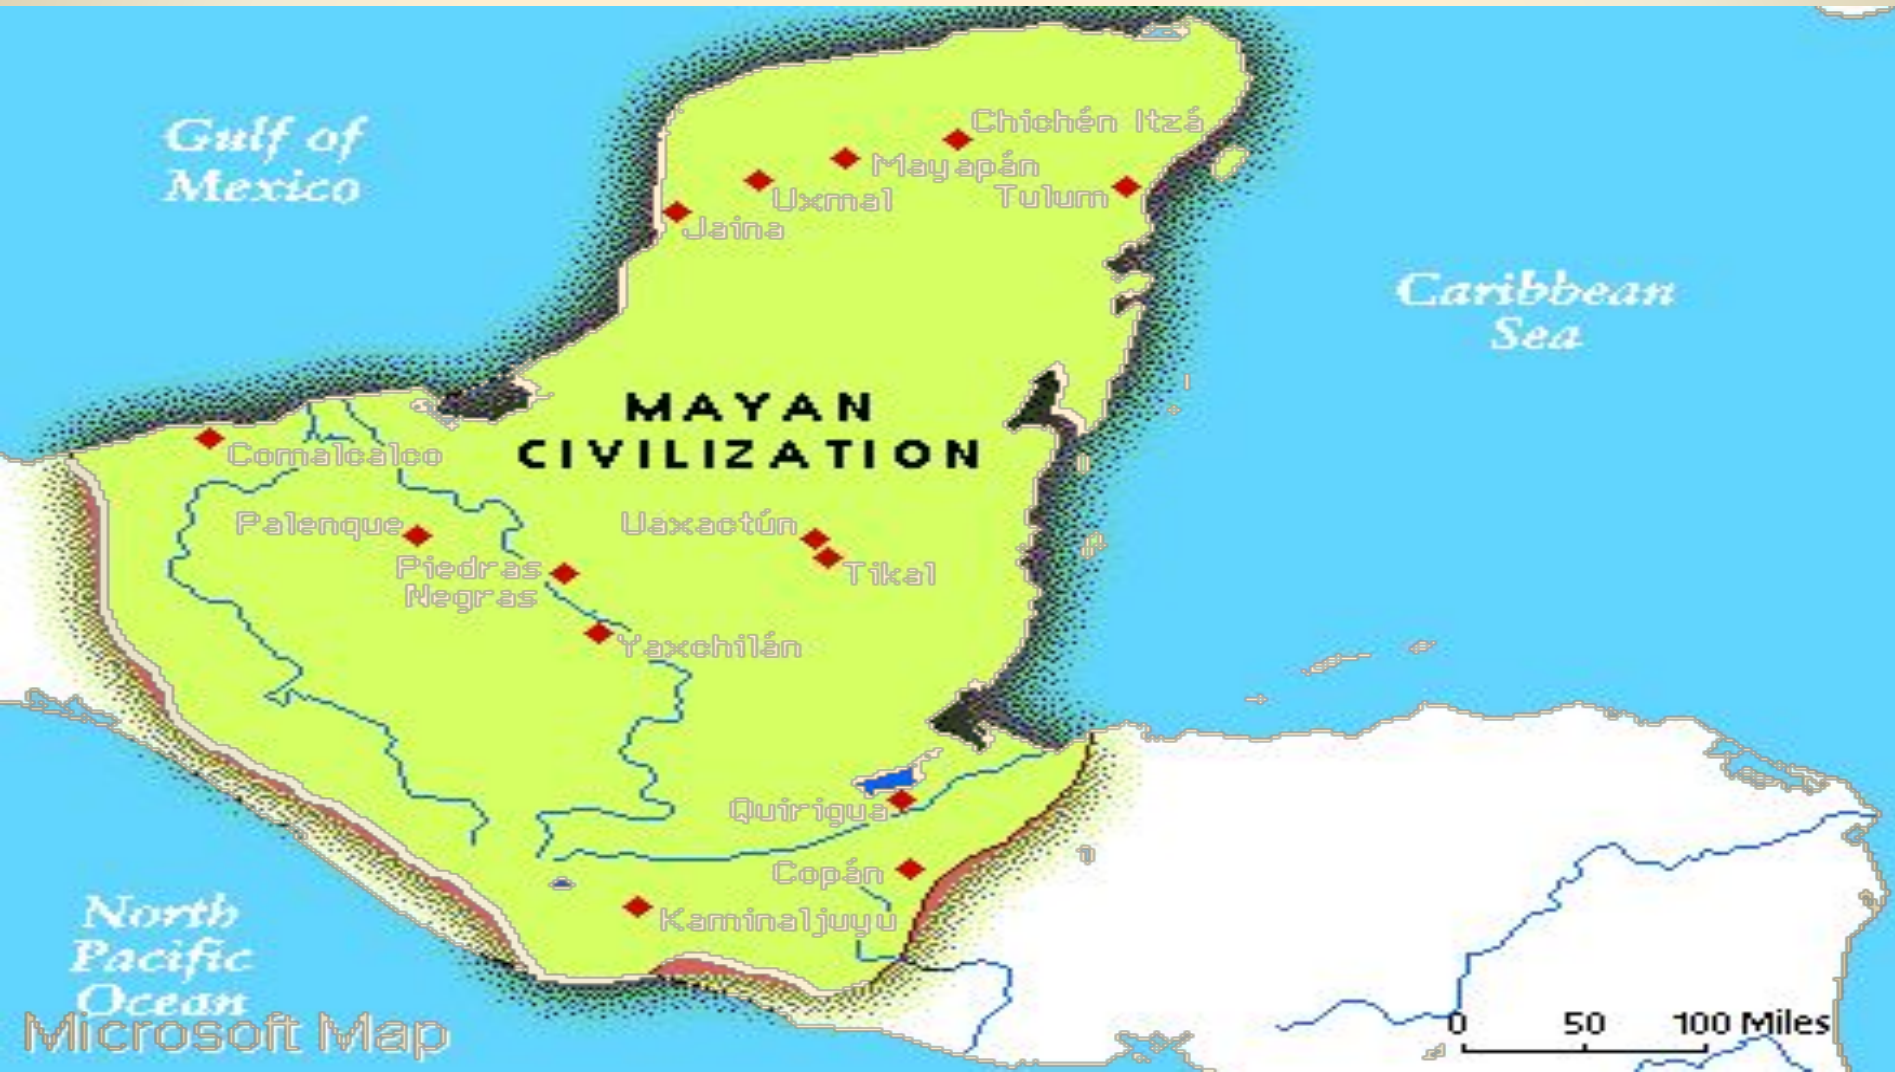 Gulf of
Mexico
Chichén Itzá
Mayapán
Uxmal
Tulum
Jaina
Caribbean
Sea
MAYAN
CIVILIZATION
Comalcalco
Palenque
Uaxactún
Piedras
Negras
Tikal
Yaxchilán
Quirigua
Copán
Kaminaljuyu
North
Pacific
Ocean
Microsoft Map
0 50 100 Miles